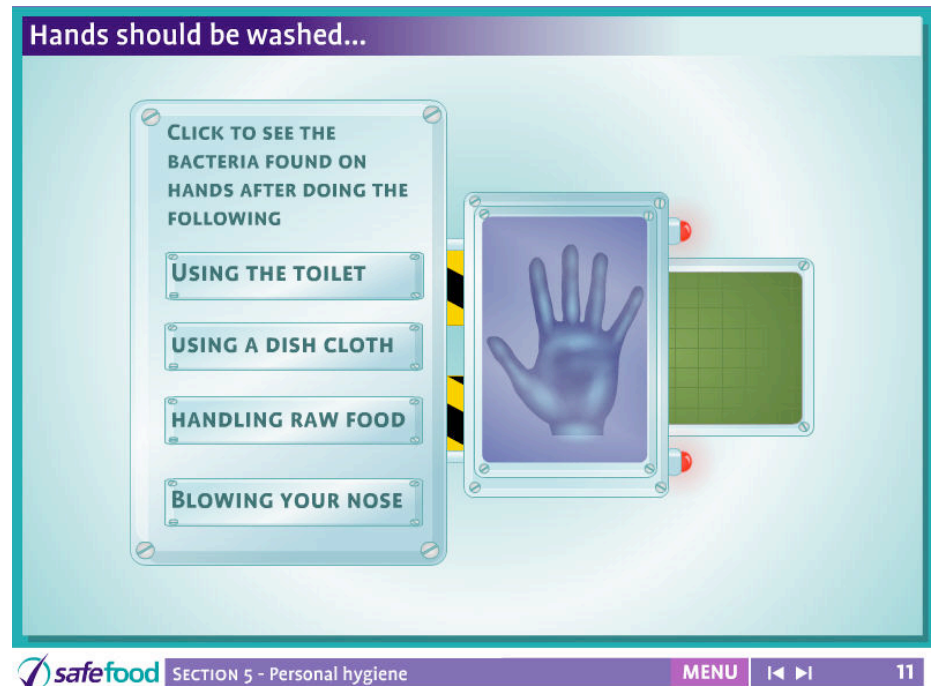 Hands should be washed...
CLICK TO SEE THE
BACTERIA FOUND ON
HANDS AFTER DOING THE
FOLLOWING
USING THE TOILET
USING A DISH CLOTH
HANDLING RAW FOOD
BLOWING YOUR NOSE
safefood SECTION 5 - Personal hygiene MENU 11